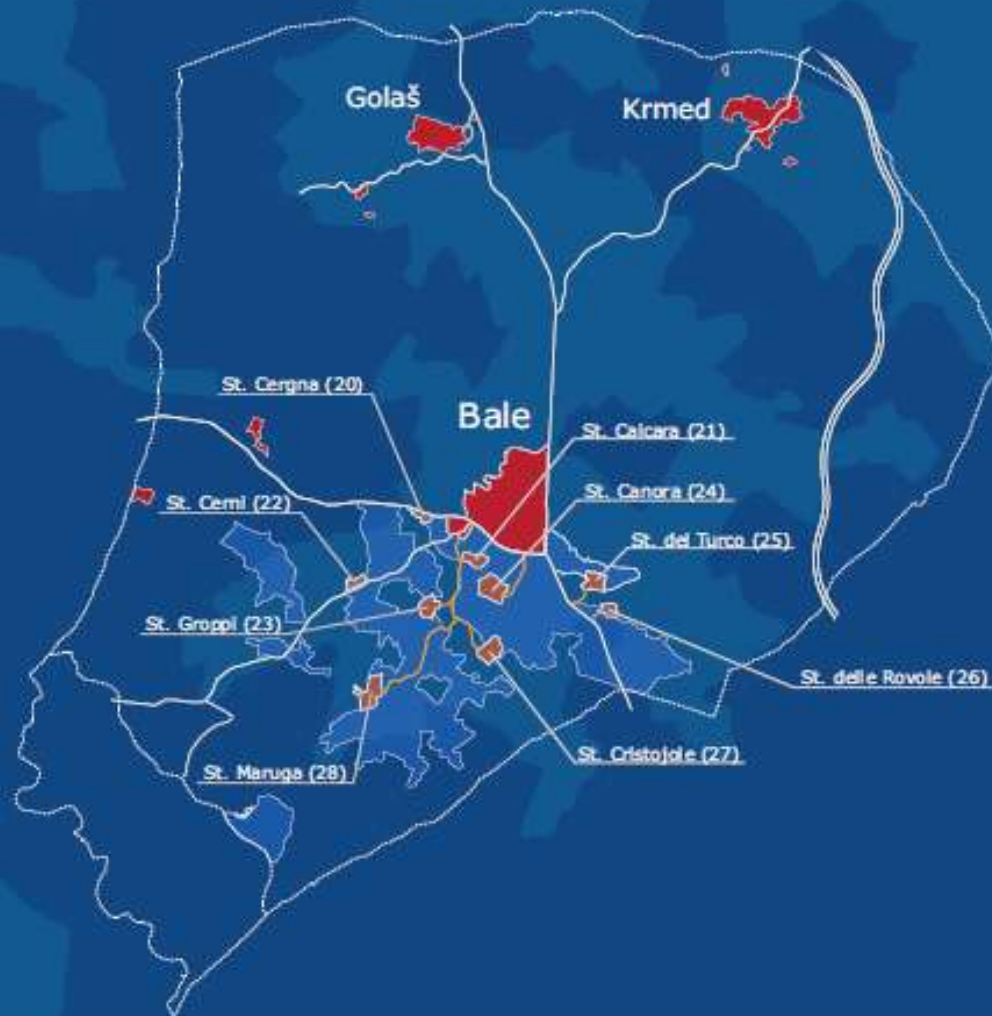 Golaš
Krmed
St. Cergna (20)
Bale
St. Calcara (21)
St. Canora (24)
St. Cerni (22)
St. del Turco (25)
St. Groppi (23)
St. delle Rovole (26)
St. Cristojole (27)
St. Maruga (28)